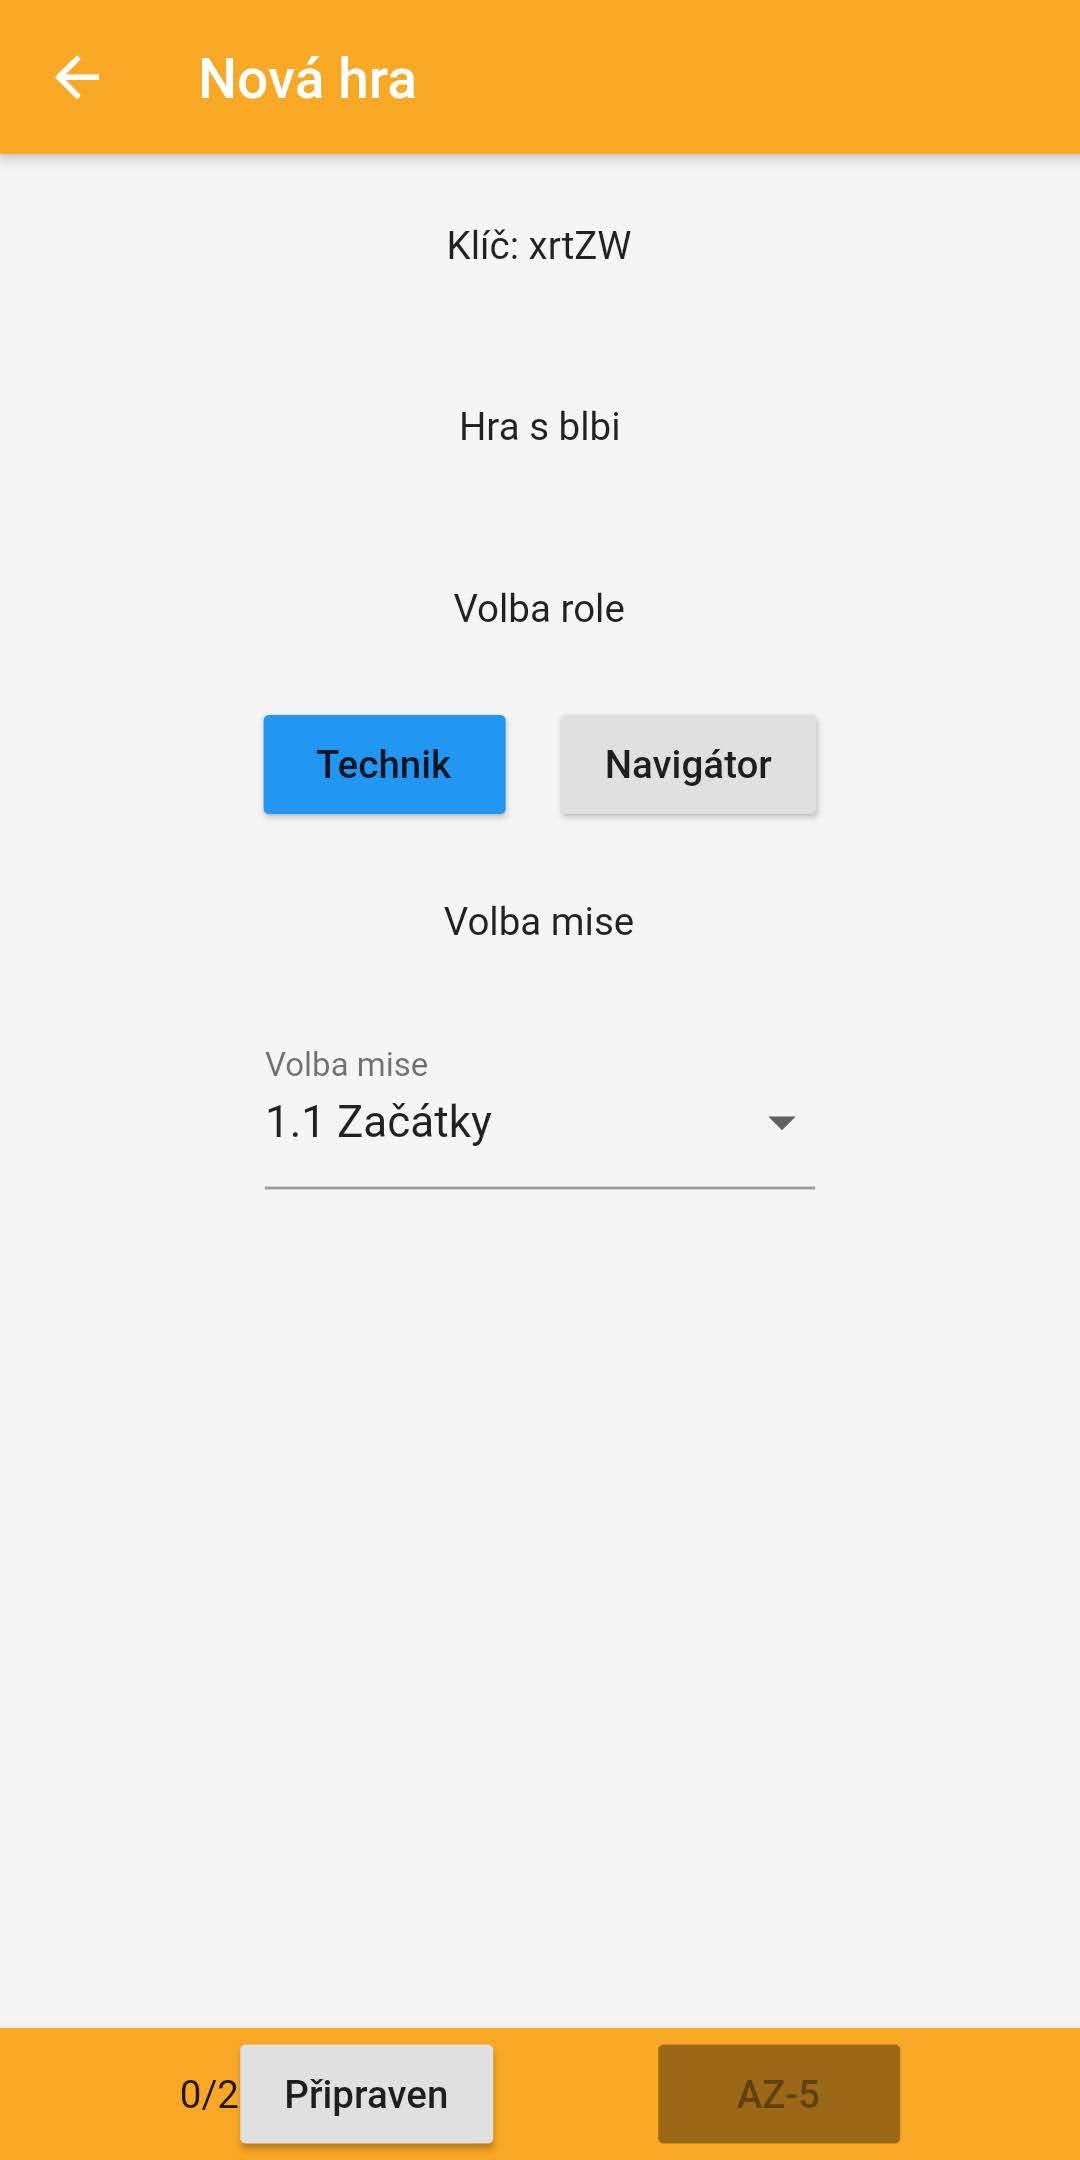 Nová hra
Klíč: xrtZW
Hra s blbi
Volba role
Technik
Navigátor
Volba mise
Volba mise
1.1 Začátky
0/2 Připraven
AZ-5